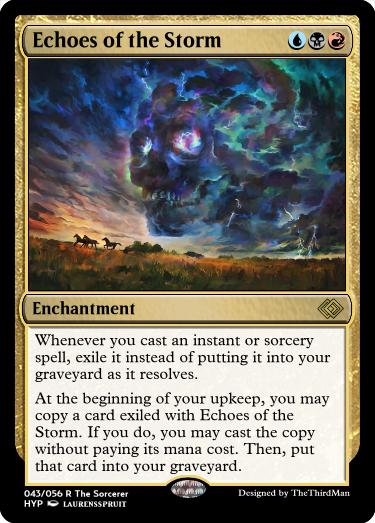 Echoes of the Storm
Enchantment
Whenever you cast an instant or sorcery
spell, exile it instead of putting it into your
graveyard as it resolves.
At the beginning of your upkeep, you may
copy a card exiled with Echoes of the
Storm. If you do, you may cast the copy
without paying its mana cost. Then, put
that card into your graveyard.
043/056 R The Sorcerer
Designed by TheThirdMan
HYP LAURENSSPRUIT